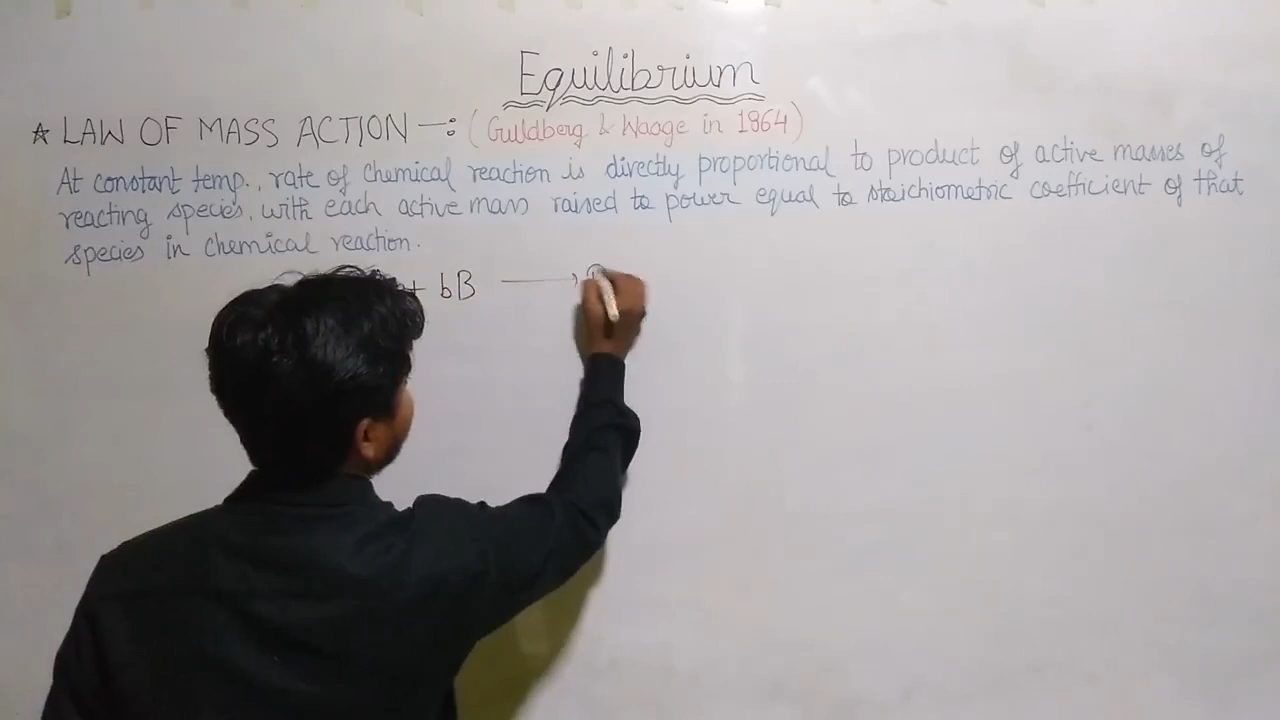 Equilibrium
☆ LAW OF MASS ACTION —: (Guldberg & Waage in 1864)
At constant temp., rate of chemical reaction is directly proportional to product of active masses of
reacting species, with each active mass raised to power equal to stoichiometric coefficient of that
species in chemical reaction.
+ bB ⟶